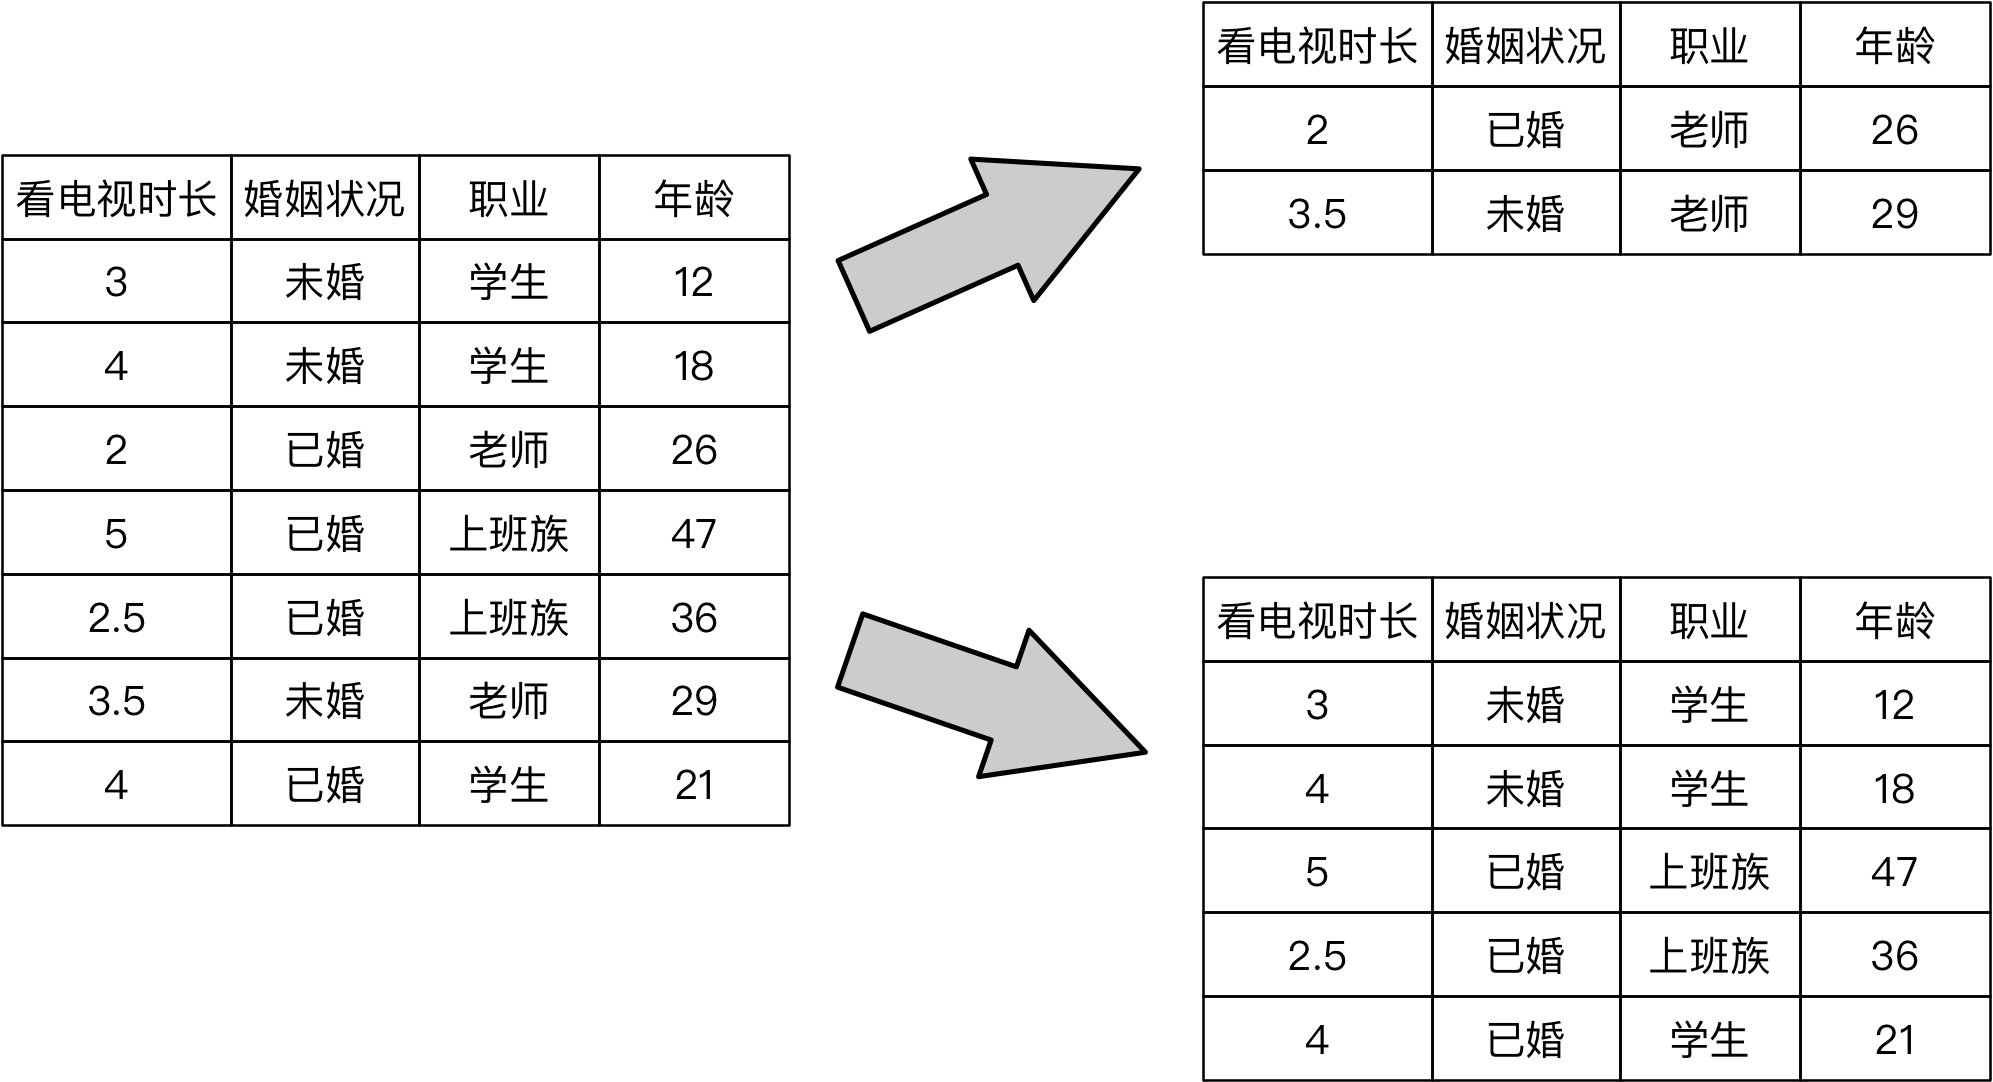 看电视时长 婚姻状况 职业 年龄
3 未婚 学生 12
4 未婚 学生 18
2 已婚 老师 26
5 已婚 上班族 47
2.5 已婚 上班族 36
3.5 未婚 老师 29
4 已婚 学生 21
看电视时长 婚姻状况 职业 年龄
2 已婚 老师 26
3.5 未婚 老师 29
看电视时长 婚姻状况 职业 年龄
3 未婚 学生 12
4 未婚 学生 18
5 已婚 上班族 47
2.5 已婚 上班族 36
4 已婚 学生 21